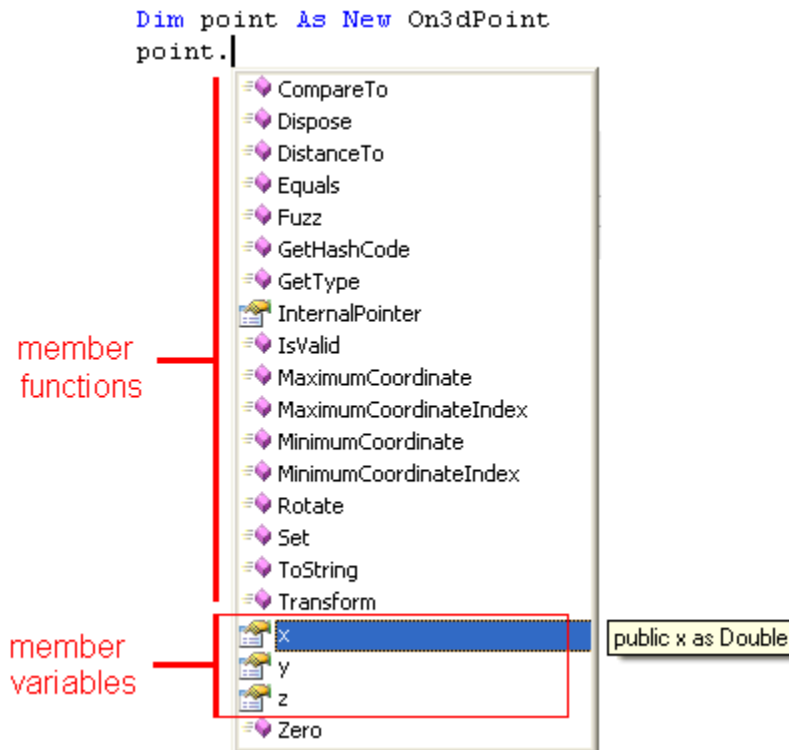 Dim point As New On3dPoint
point.
CompareTo
Dispose
DistanceTo
Equals
Fuzz
GetHashCode
GetType
InternalPointer
IsValid
MaximumCoordinate
MaximumCoordinateIndex
MinimumCoordinate
MinimumCoordinateIndex
Rotate
Set
ToString
Transform
x
y
z
Zero
member
functions
member
variables
public x as Double